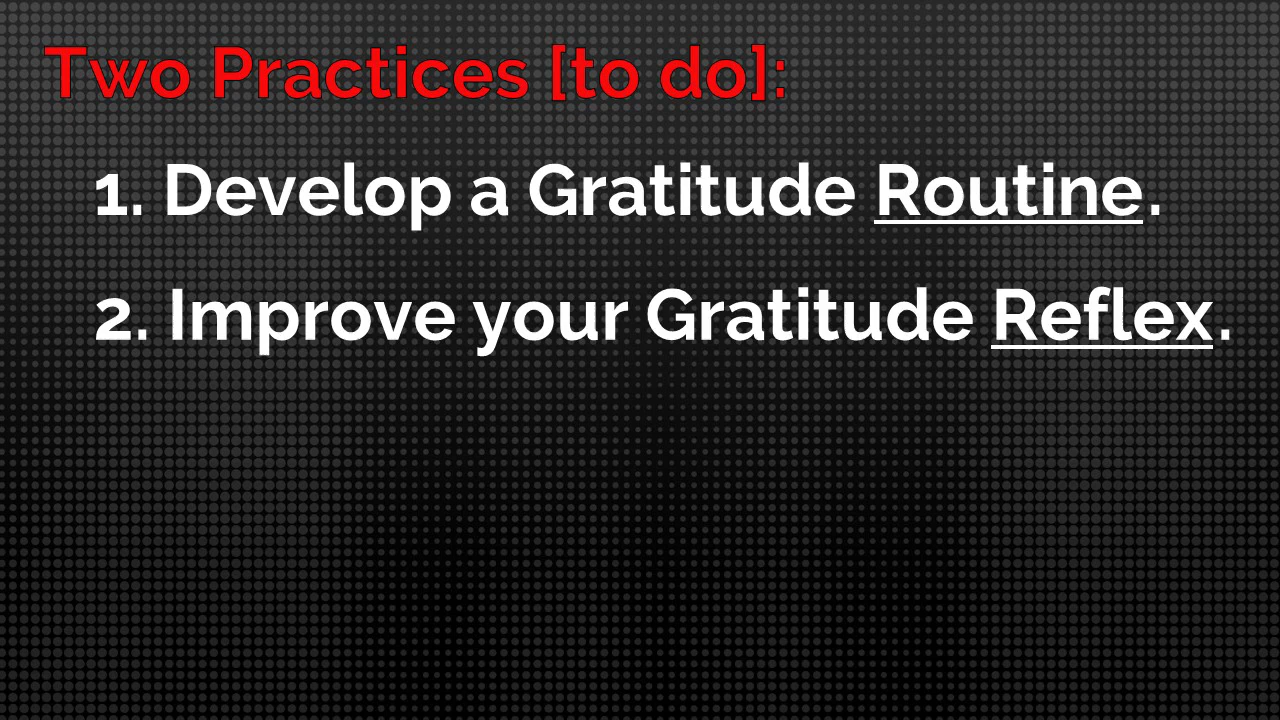 Two Practices [to do]:
1. Develop a Gratitude Routine.
2. Improve your Gratitude Reflex.